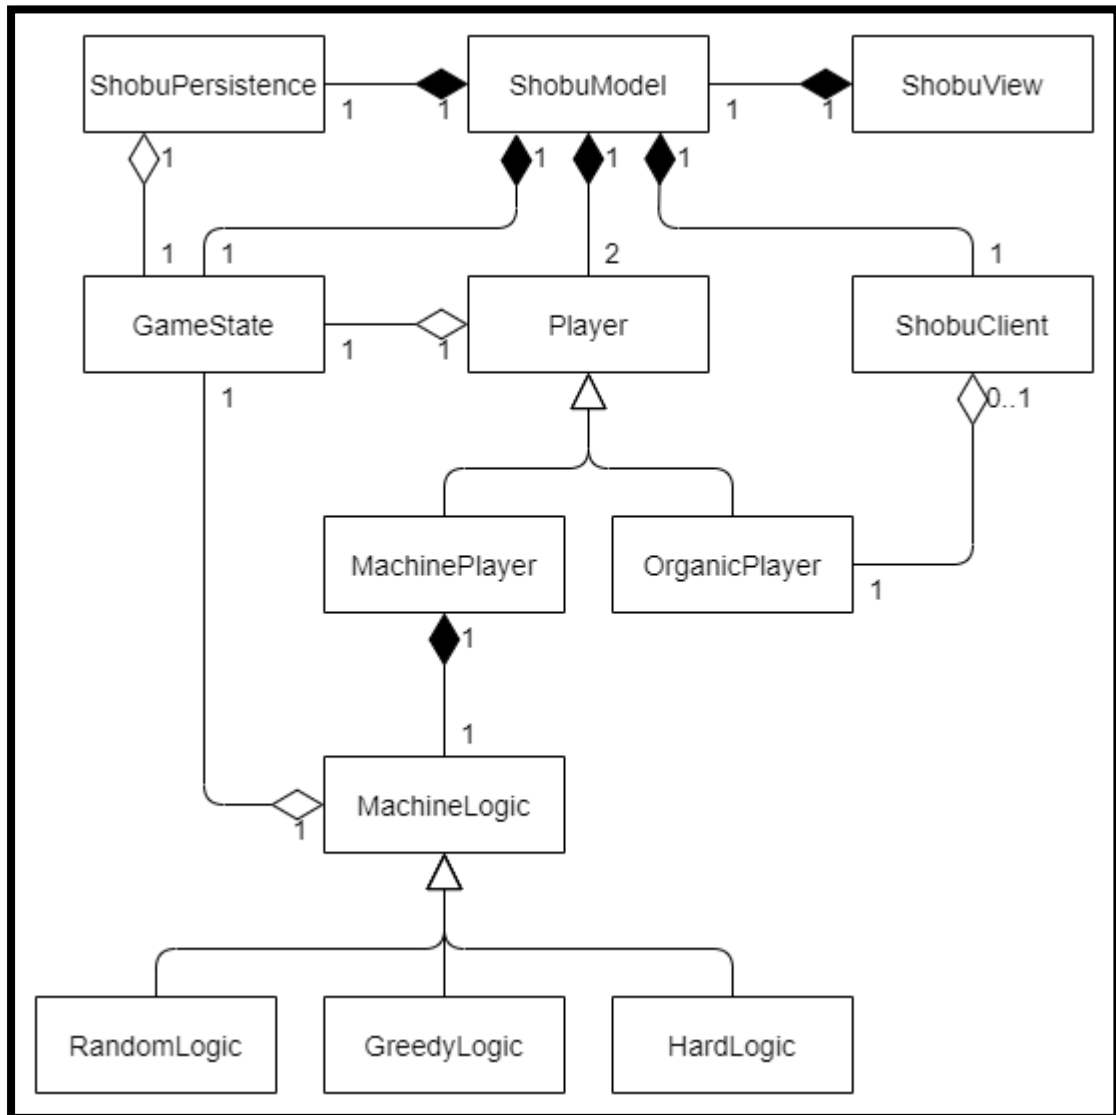 ShobuPersistence
ShobuModel
ShobuView
1
1
1
1
1
1
1
1
1
1
2
1
GameState
Player
ShobuClient
1
1
1
0..1
MachinePlayer
OrganicPlayer
1
1
1
MachineLogic
1
RandomLogic
GreedyLogic
HardLogic